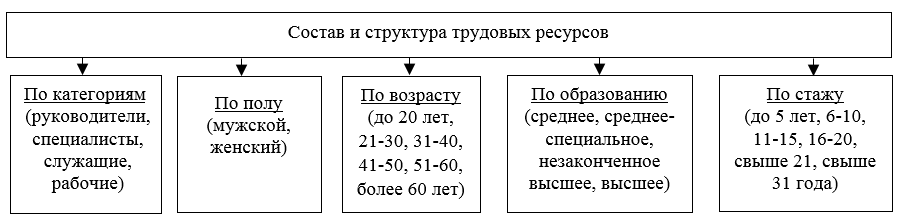 Состав и структура трудовых ресурсов
По категориям
(руководители,
специалисты,
служащие,
рабочие)
По полу
(мужской,
женский)
По возрасту
(до 20 лет,
21-30, 31-40,
41-50, 51-60,
более 60 лет)
По образованию
(среднее, средне-
специальное,
незаконченное
высшее, высшее)
По стажу
(до 5 лет, 6-10,
11-15, 16-20,
свыше 21, свыше
31 года)